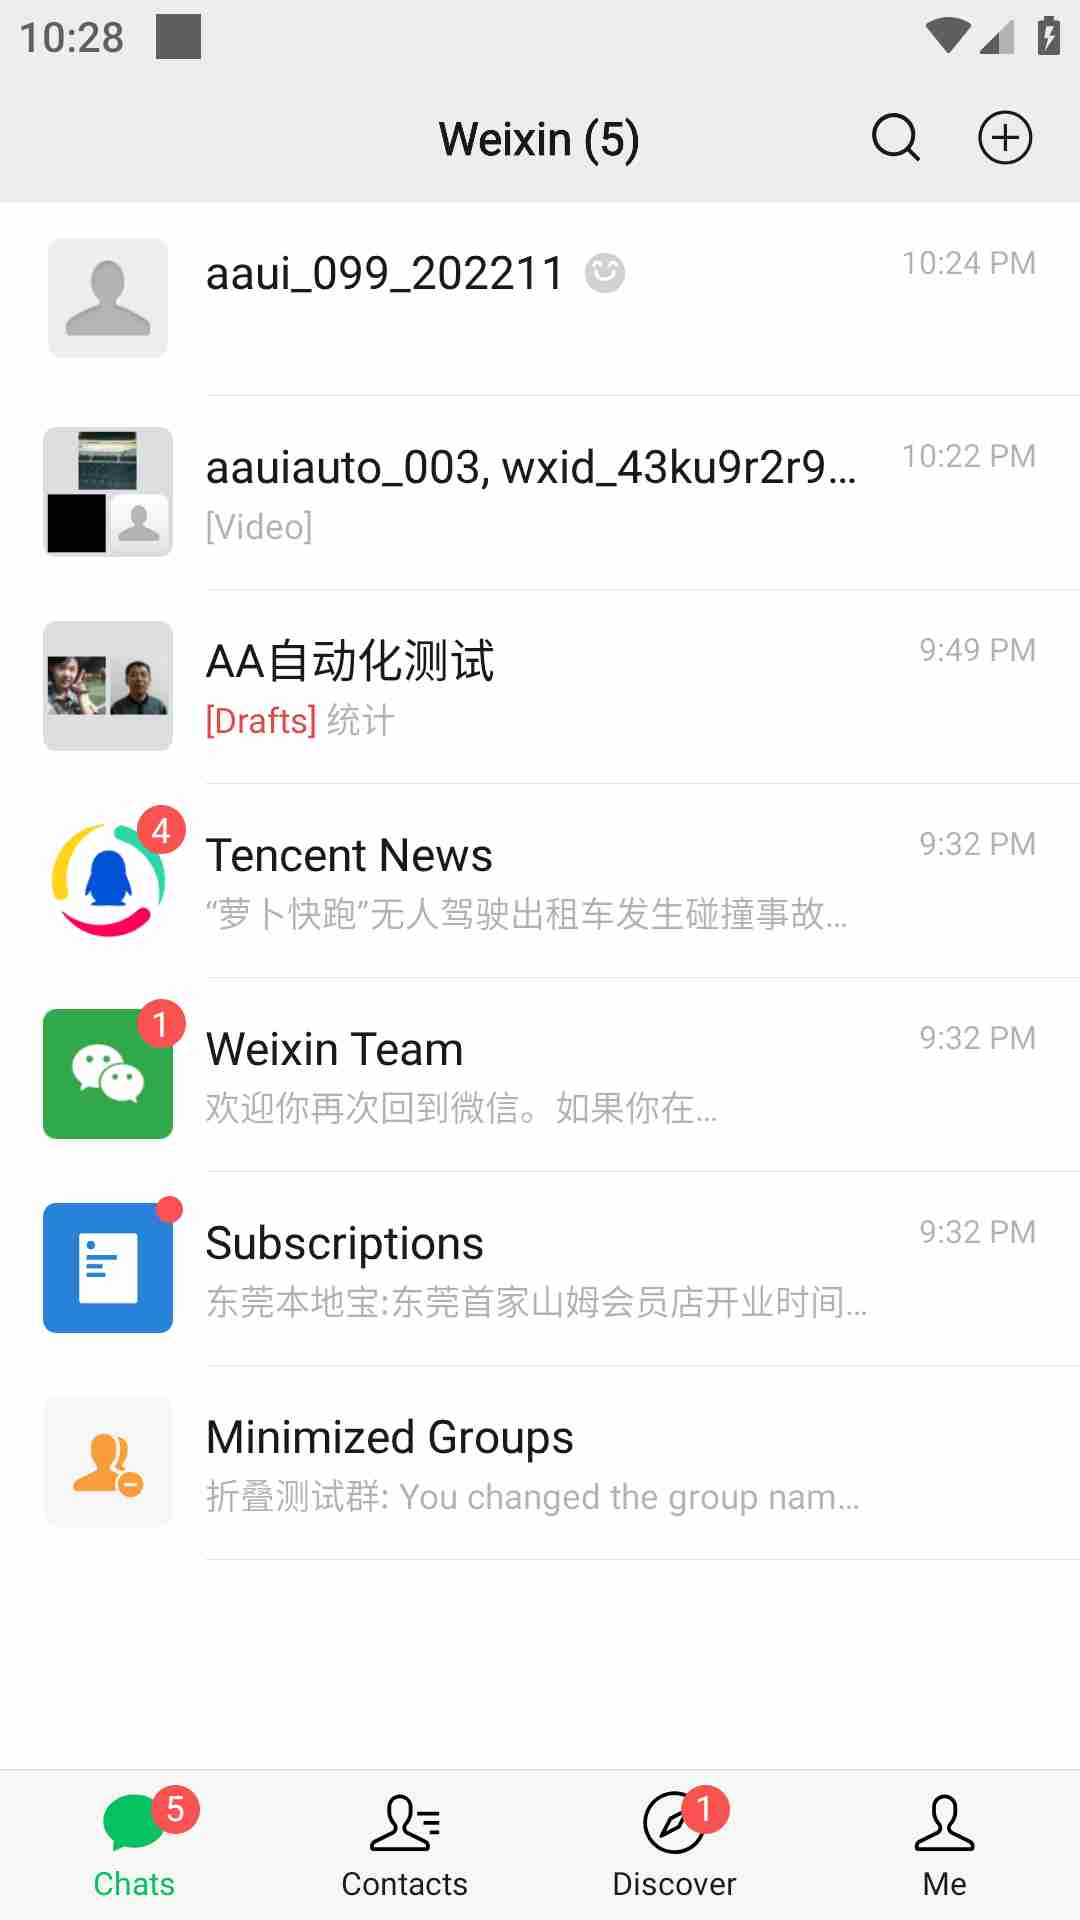 10:28
Weixin (5)
aaui_099_202211
10:24 PM
aauiauto_003, wxid_43ku9r2r9...
10:22 PM
[Video]
AA自动化测试
9:49 PM
[Drafts] 统计
4
Tencent News
9:32 PM
“萝卜快跑”无人驾驶出租车发生碰撞事故...
1
Weixin Team
9:32 PM
欢迎你再次回到微信。如果你在...
Subscriptions
9:32 PM
东莞本地宝:东莞首家山姆会员店开业时间...
Minimized Groups
折叠测试群: You changed the group nam...
5
1
Chats
Contacts
Discover
Me